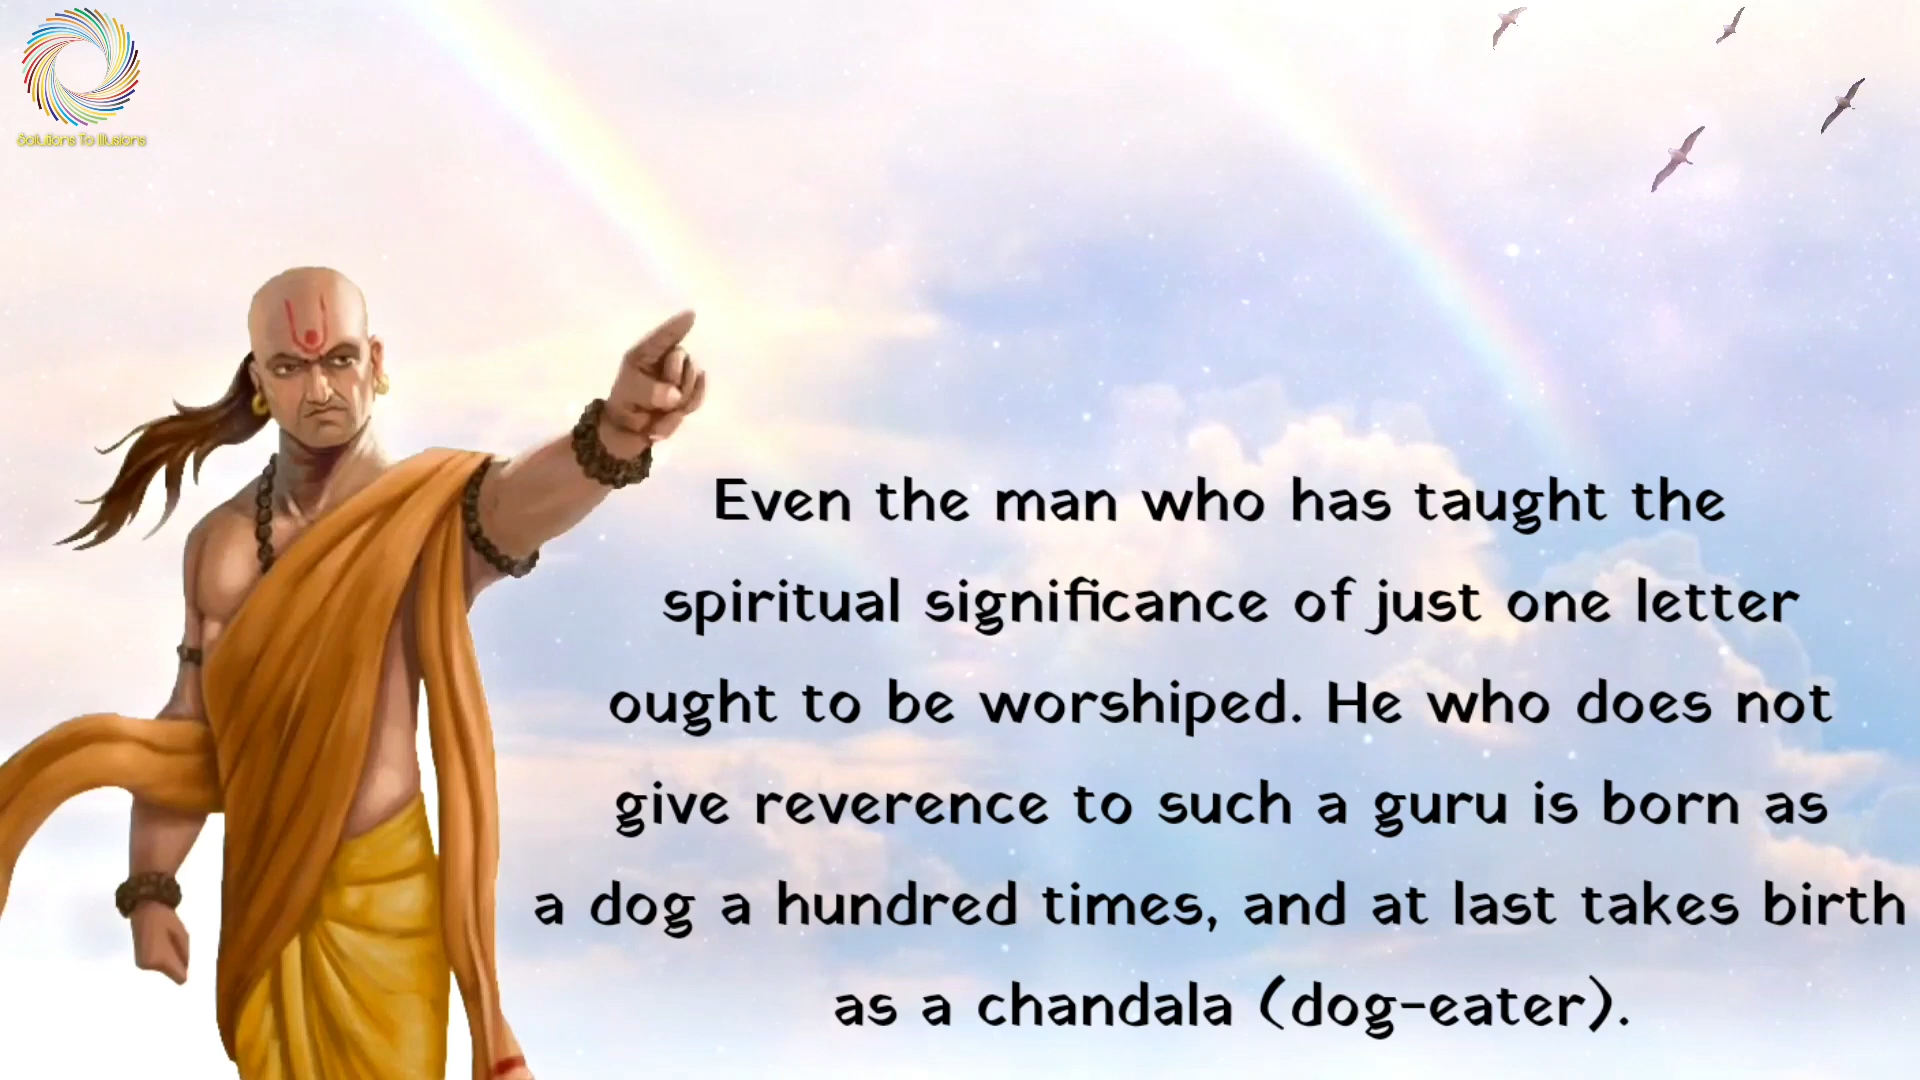 Solutions To Illusions
Even the man who has taught the
spiritual significance of just one letter
ought to be worshiped. He who does not
give reverence to such a guru is born as
a dog a hundred times, and at last takes birth
as a chandala (dog-eater).